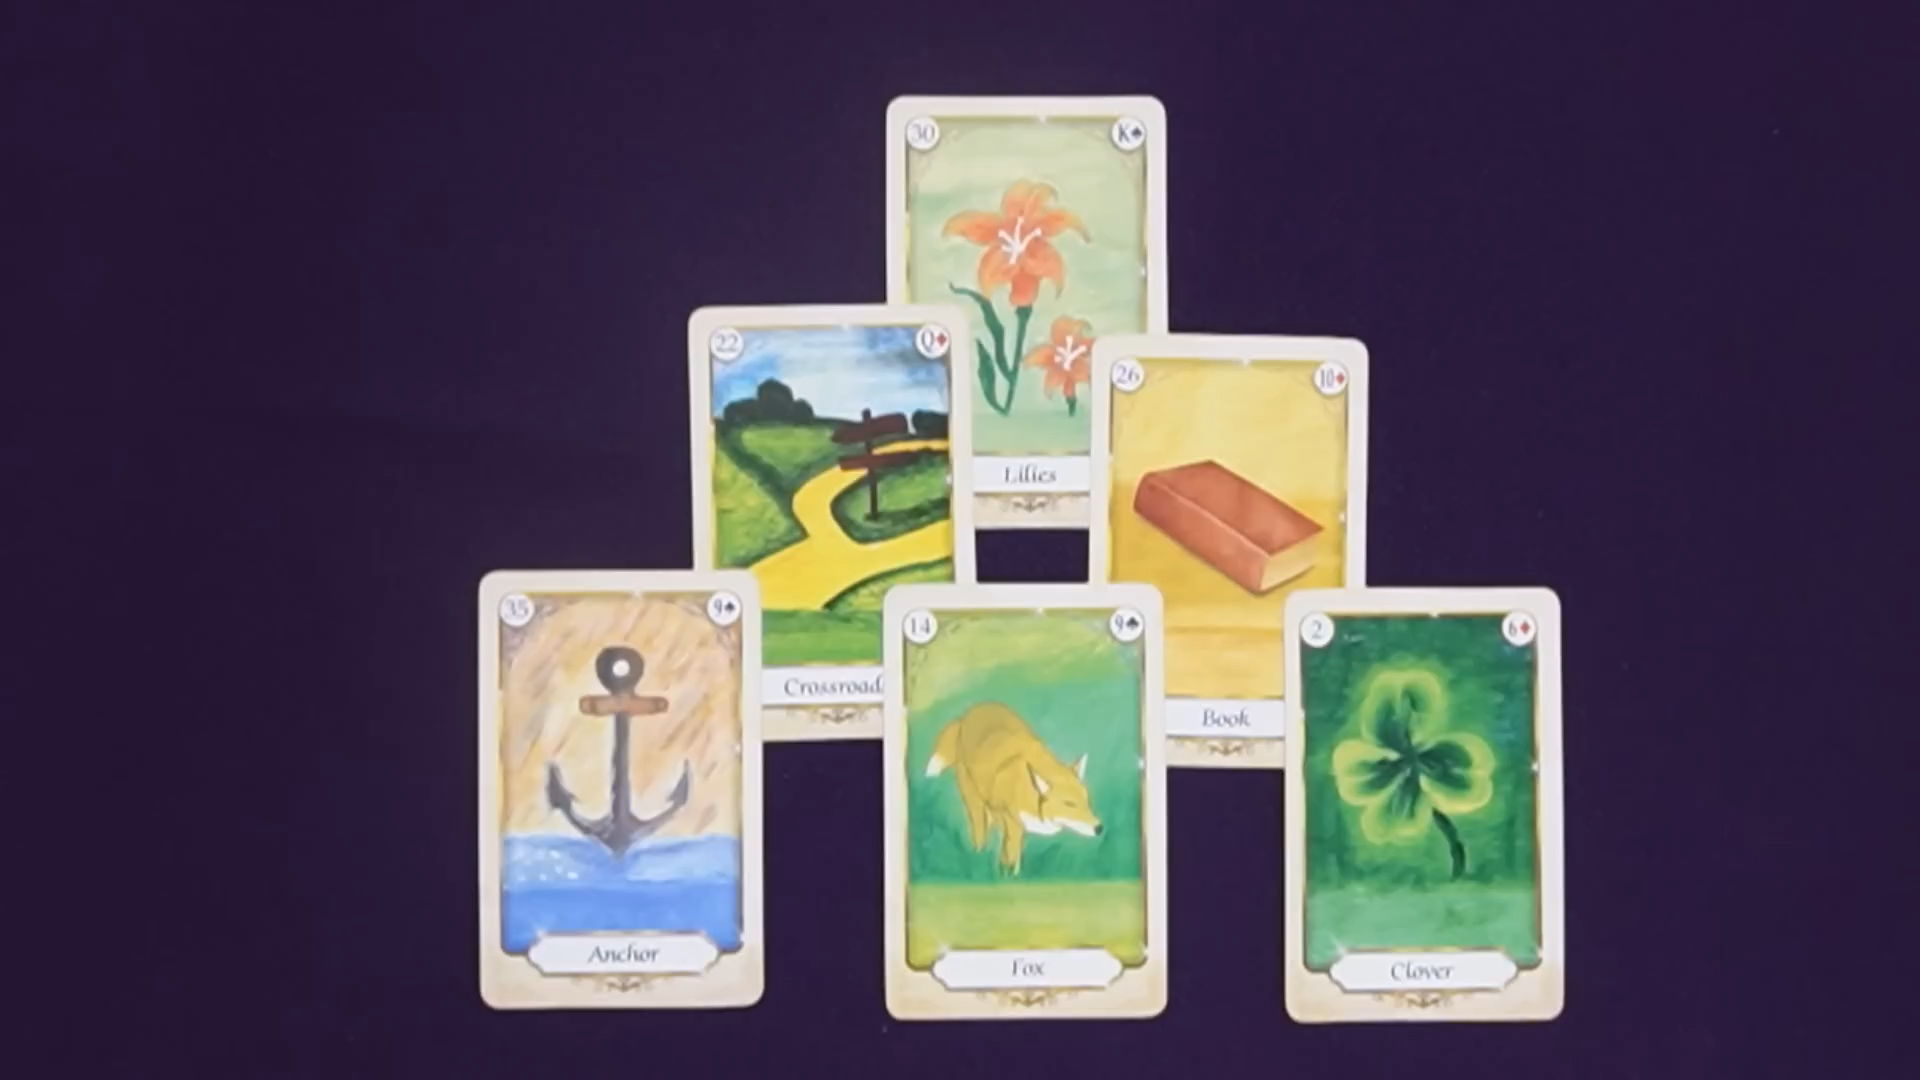 30 K♠
Lilies
22 Q♦
Crossroad
26 10♦
Book
35 9♠
Anchor
14 9♣
Fox
2 6♦
Clover